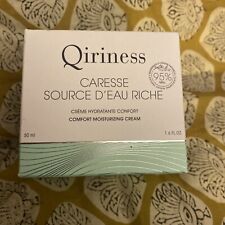 Qiriness
CARESSE
SOURCE D'EAU RICHE
95%
CRÈME HYDRATANTE CONFORT
COMFORT MOISTURIZING CREAM
50 ml
1.6 FL.OZ